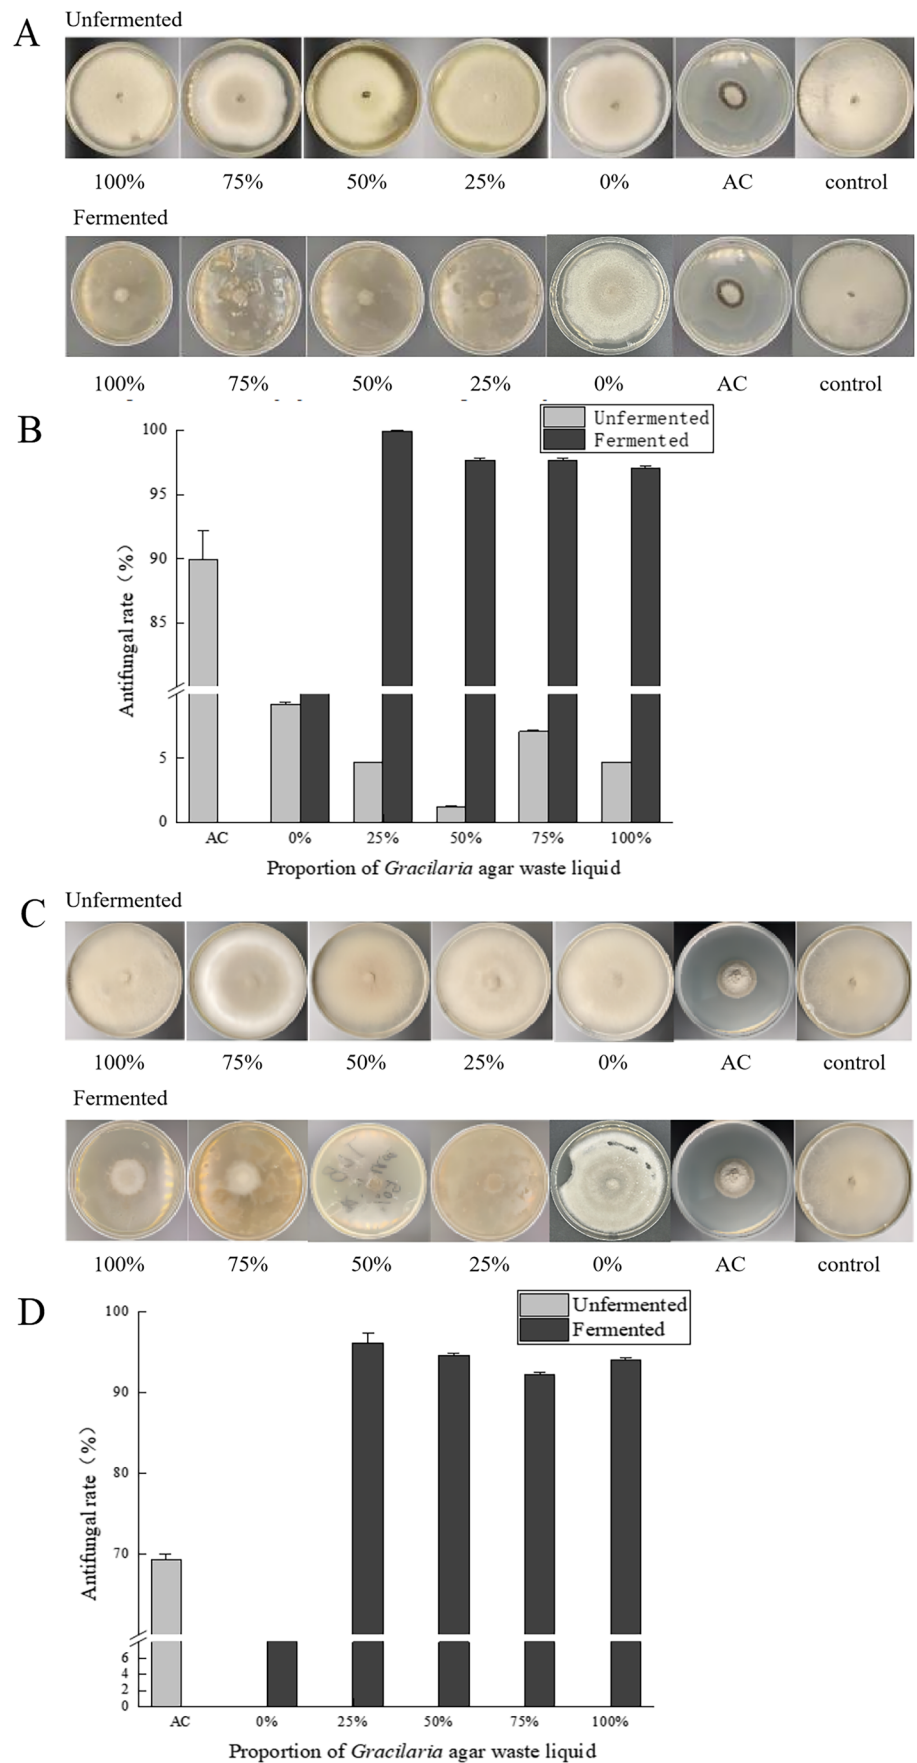 A
Unfermented
100% 75% 50% 25% 0% AC control
Fermented
100% 75% 50% 25% 0% AC control
B
Unfermented
Fermented
100
95
90
85
5
0
Antifungal rate (%)
AC 0% 25% 50% 75% 100%
Proportion of Gracilaria agar waste liquid
C
Unfermented
100% 75% 50% 25% 0% AC control
Fermented
100% 75% 50% 25% 0% AC control
D
Unfermented
Fermented
100
90
80
70
6
4
2
0
Antifungal rate (%)
AC 0% 25% 50% 75% 100%
Proportion of Gracilaria agar waste liquid